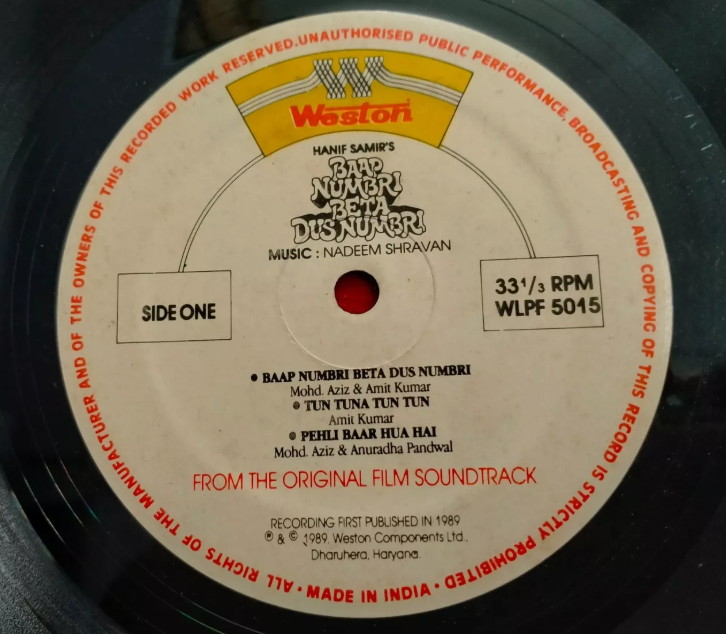 ALL RIGHTS OF THE MANUFACTURER AND OF THE OWNERS OF THIS RECORDED WORK RESERVED. UNAUTHORISED PUBLIC PERFORMANCE, BROADCASTING AND COPYING OF THIS RECORD IS STRICTLY PROHIBITED • MADE IN INDIA •
W
Weston
HANIF SAMIR'S
BAAP
NUMBRI
BETA
DUS NUMBRI
MUSIC : NADEEM SHRAVAN
SIDE ONE
33 1/3 RPM
WLPF 5015
• BAAP NUMBRI BETA DUS NUMBRI
Mohd. Aziz & Amit Kumar
• TUN TUNA TUN TUN
Amit Kumar
• PEHLI BAAR HUA HAI
Mohd. Aziz & Anuradha Pandwal
FROM THE ORIGINAL FILM SOUNDTRACK
RECORDING FIRST PUBLISHED IN 1989
℗ & © 1989. Weston Components Ltd.,
Dharuhera, Haryana.